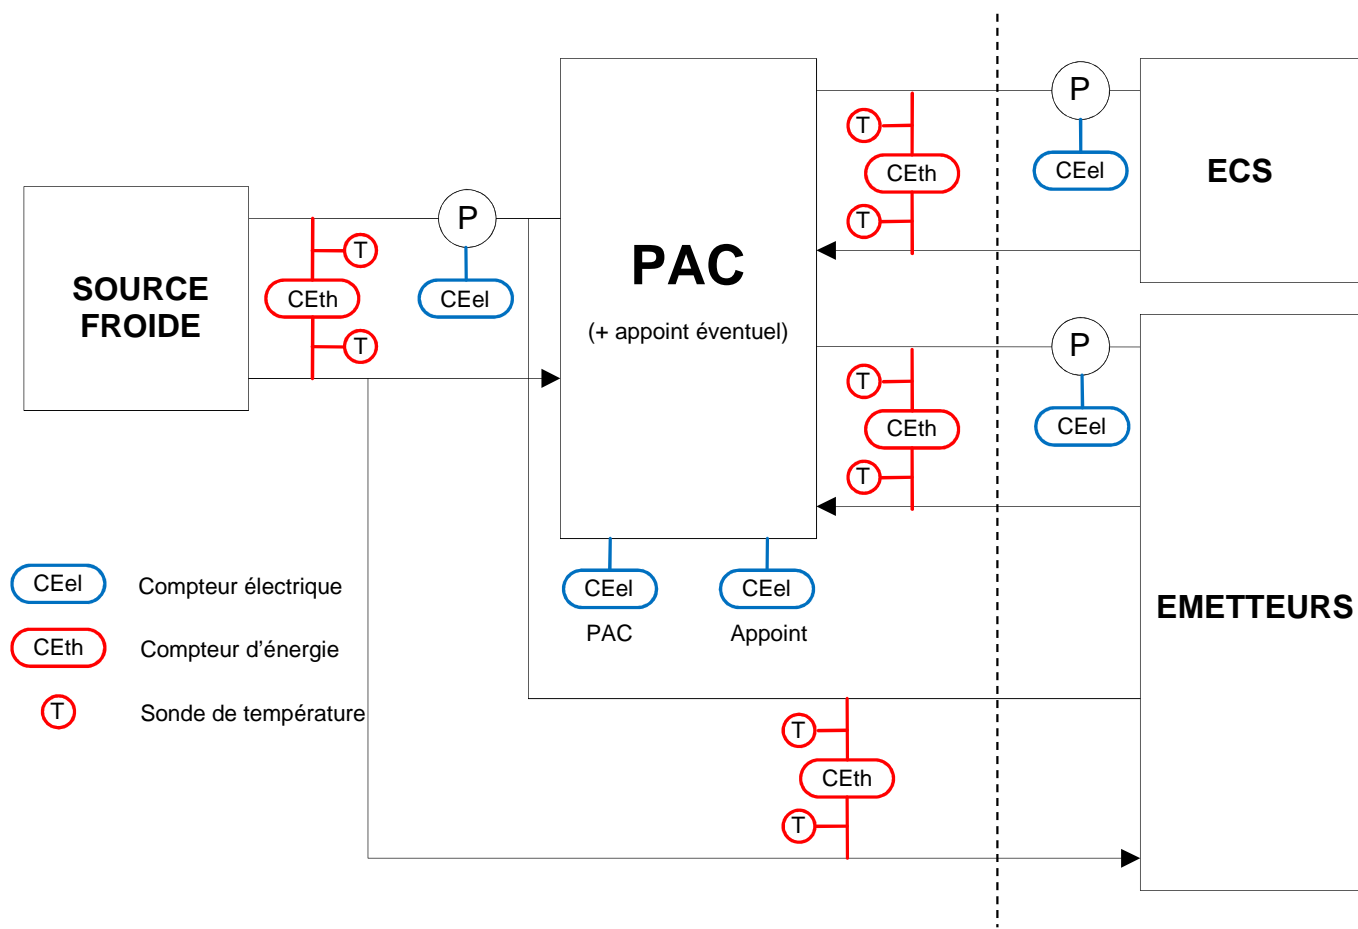 P
T
CEth
T
CEel
ECS
SOURCE
FROIDE
T
CEth
T
P
CEel
PAC
(+ appoint éventuel)
P
T
CEth
T
CEel
CEel
PAC
CEel
Appoint
EMETTEURS
CEel
Compteur électrique
CEth
Compteur d'énergie
T
Sonde de température
T
CEth
T